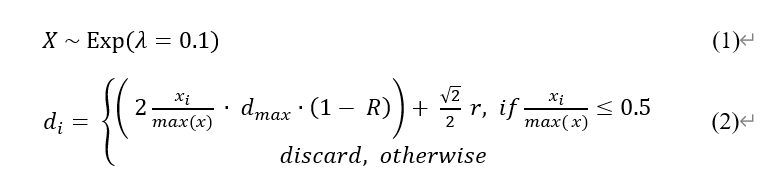 X ~ Exp(λ = 0.1) (1)↵
d_i = { ( 2 x_i/max(x) · d_max · (1 − R) ) + √2/2 r, if x_i/max(x) ≤ 0.5 (2)↵
discard, otherwise